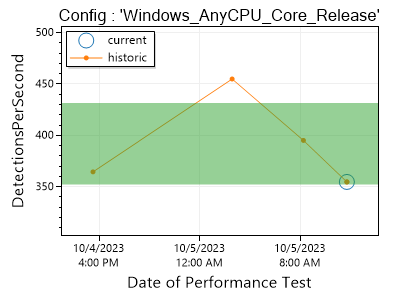 Config : 'Windows_AnyCPU_Core_Release'
500
450
400
350
DetectionsPerSecond
current
historic
10/4/2023
4:00 PM
10/5/2023
12:00 AM
10/5/2023
8:00 AM
Date of Performance Test